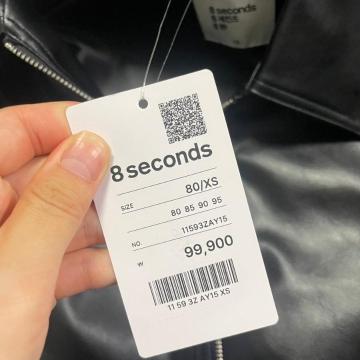 8 seconds
8 seconds
SIZE 80/XS
80 85 90 95
NO. 11593ZAY15
₩ 99,900
11 59 3Z AY15 XS